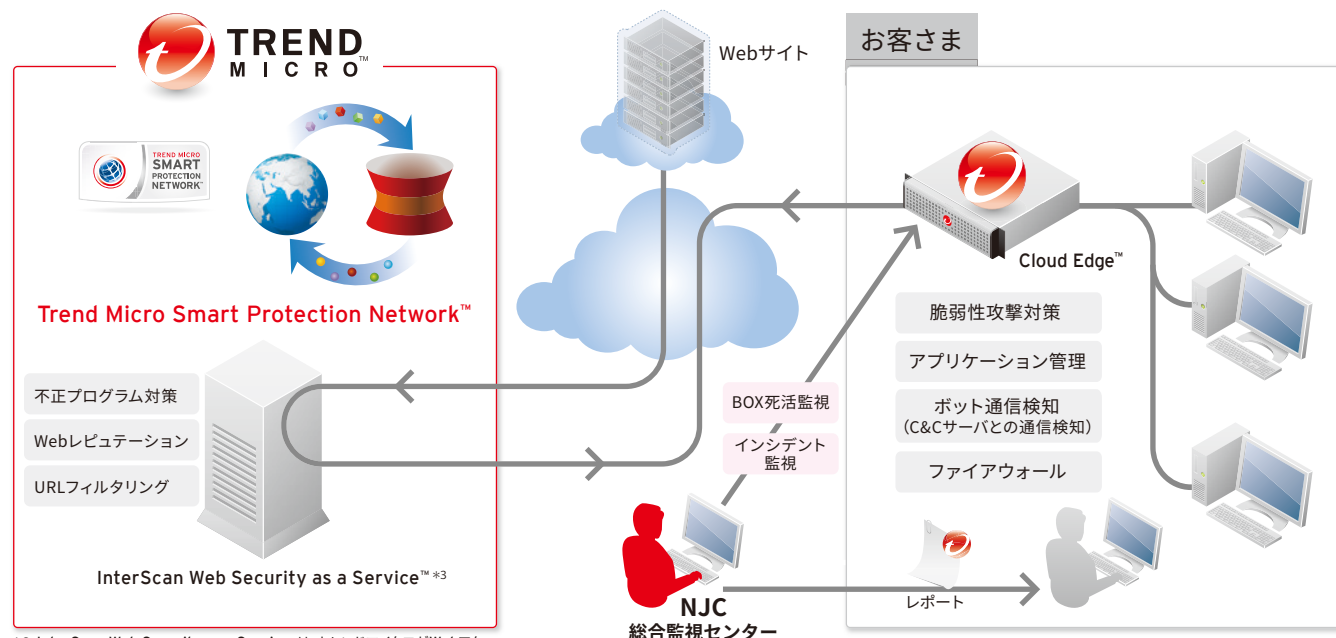 TREND
MICRO™
TREND MICRO
SMART
PROTECTION
NETWORK™
Trend Micro Smart Protection Network™
不正プログラム対策
Webレピュテーション
URLフィルタリング
InterScan Web Security as a Service™ *3
Webサイト
お客さま
Cloud Edge™
脆弱性攻撃対策
アプリケーション管理
ボット通信検知
(C&Cサーバとの通信検知)
ファイアウォール
BOX死活監視
インシデント
監視
NJC
総合監視センター
レポート